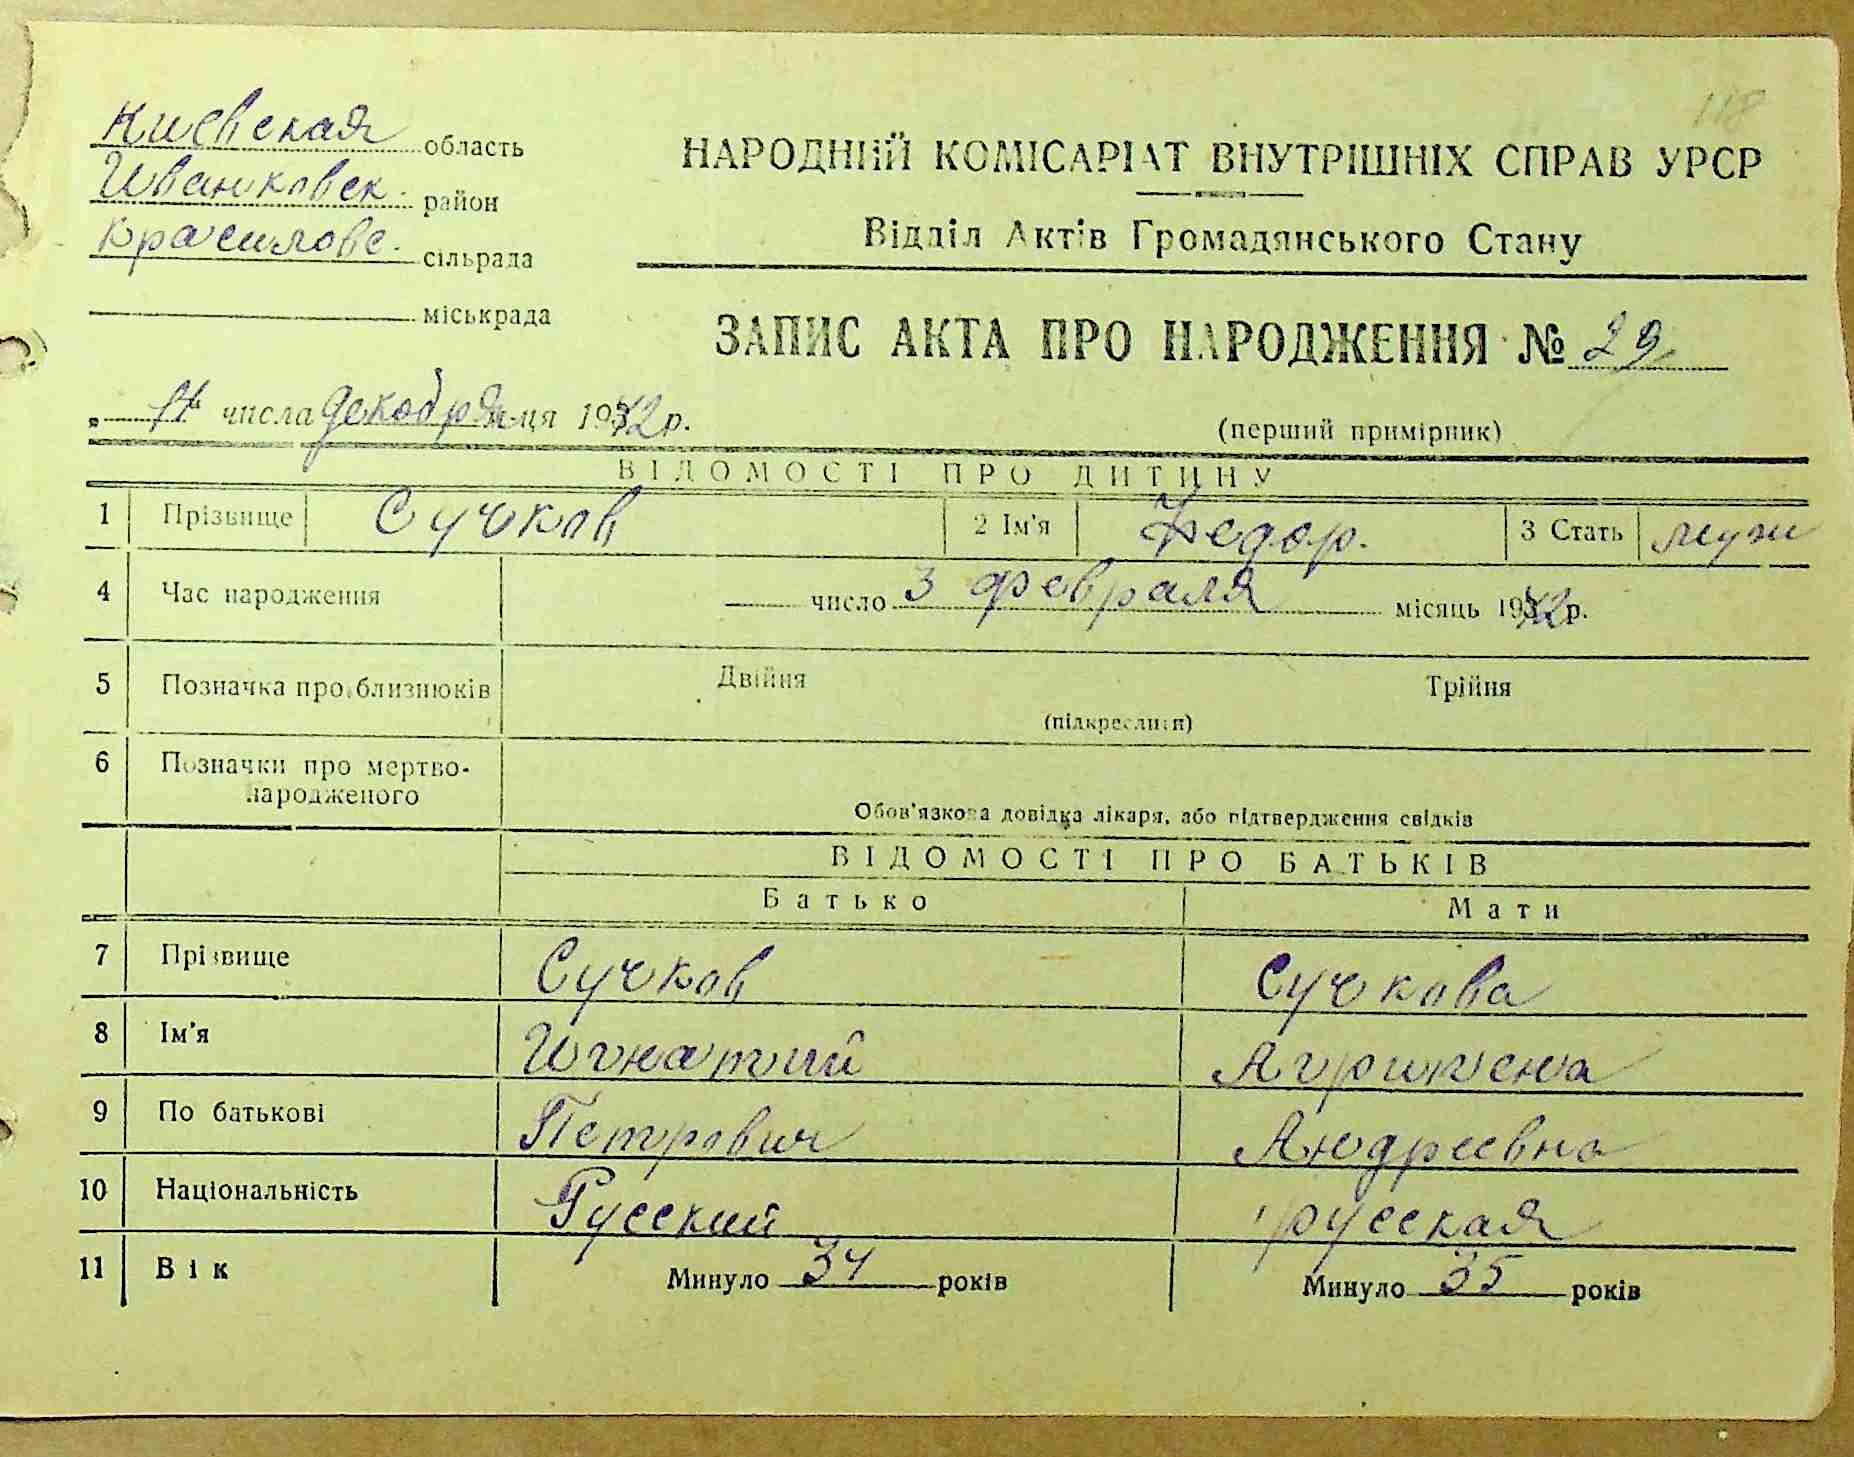 118
Киевская область
Иванковск. район
Красиловс. сільрада
міськрада
НАРОДНИЙ КОМІСАРІАТ ВНУТРІШНІХ СПРАВ УРСР
Відділ Актів Громадянського Стану
ЗАПИС АКТА ПРО НАРОДЖЕННЯ № 29
(перший примірник)
числа декабря м-ця 1942 р.
ВІДОМОСТІ ПРО ДИТИНУ
1 Прізвище Сучков 2 Ім'я Федор. 3 Стать муж
4 Час народження число 3 февраля місяць 1942 р.
5 Позначка про близнюків Двійня Трійня
(підкреслити)
6 Позначки про мертво-
народженого
Обов'язкова довідка лікаря, або підтвердження свідків
ВІДОМОСТІ ПРО БАТЬКІВ
Батько Мати
7 Прізвище Сучков Сучкова
8 Ім'я Игнатий Агрипена
9 По батькові Петрович Андреевна
10 Національність Русский русская
11 Вік Минуло 34 років Минуло 35 років